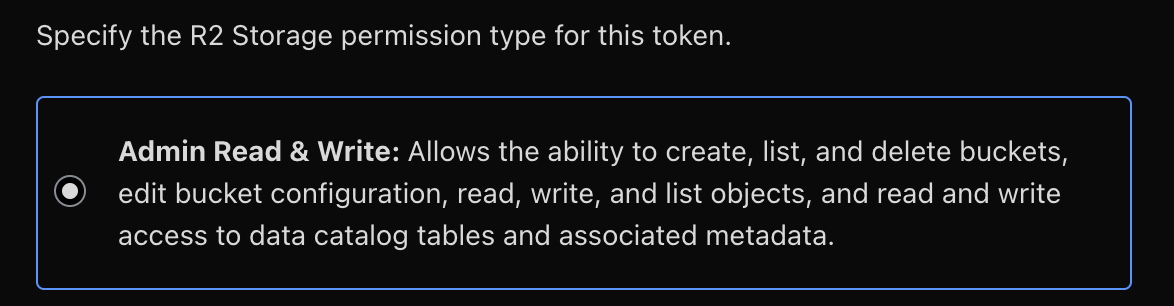 Specify the R2 Storage permission type for this token.
Admin Read & Write: Allows the ability to create, list, and delete buckets,
edit bucket configuration, read, write, and list objects, and read and write
access to data catalog tables and associated metadata.